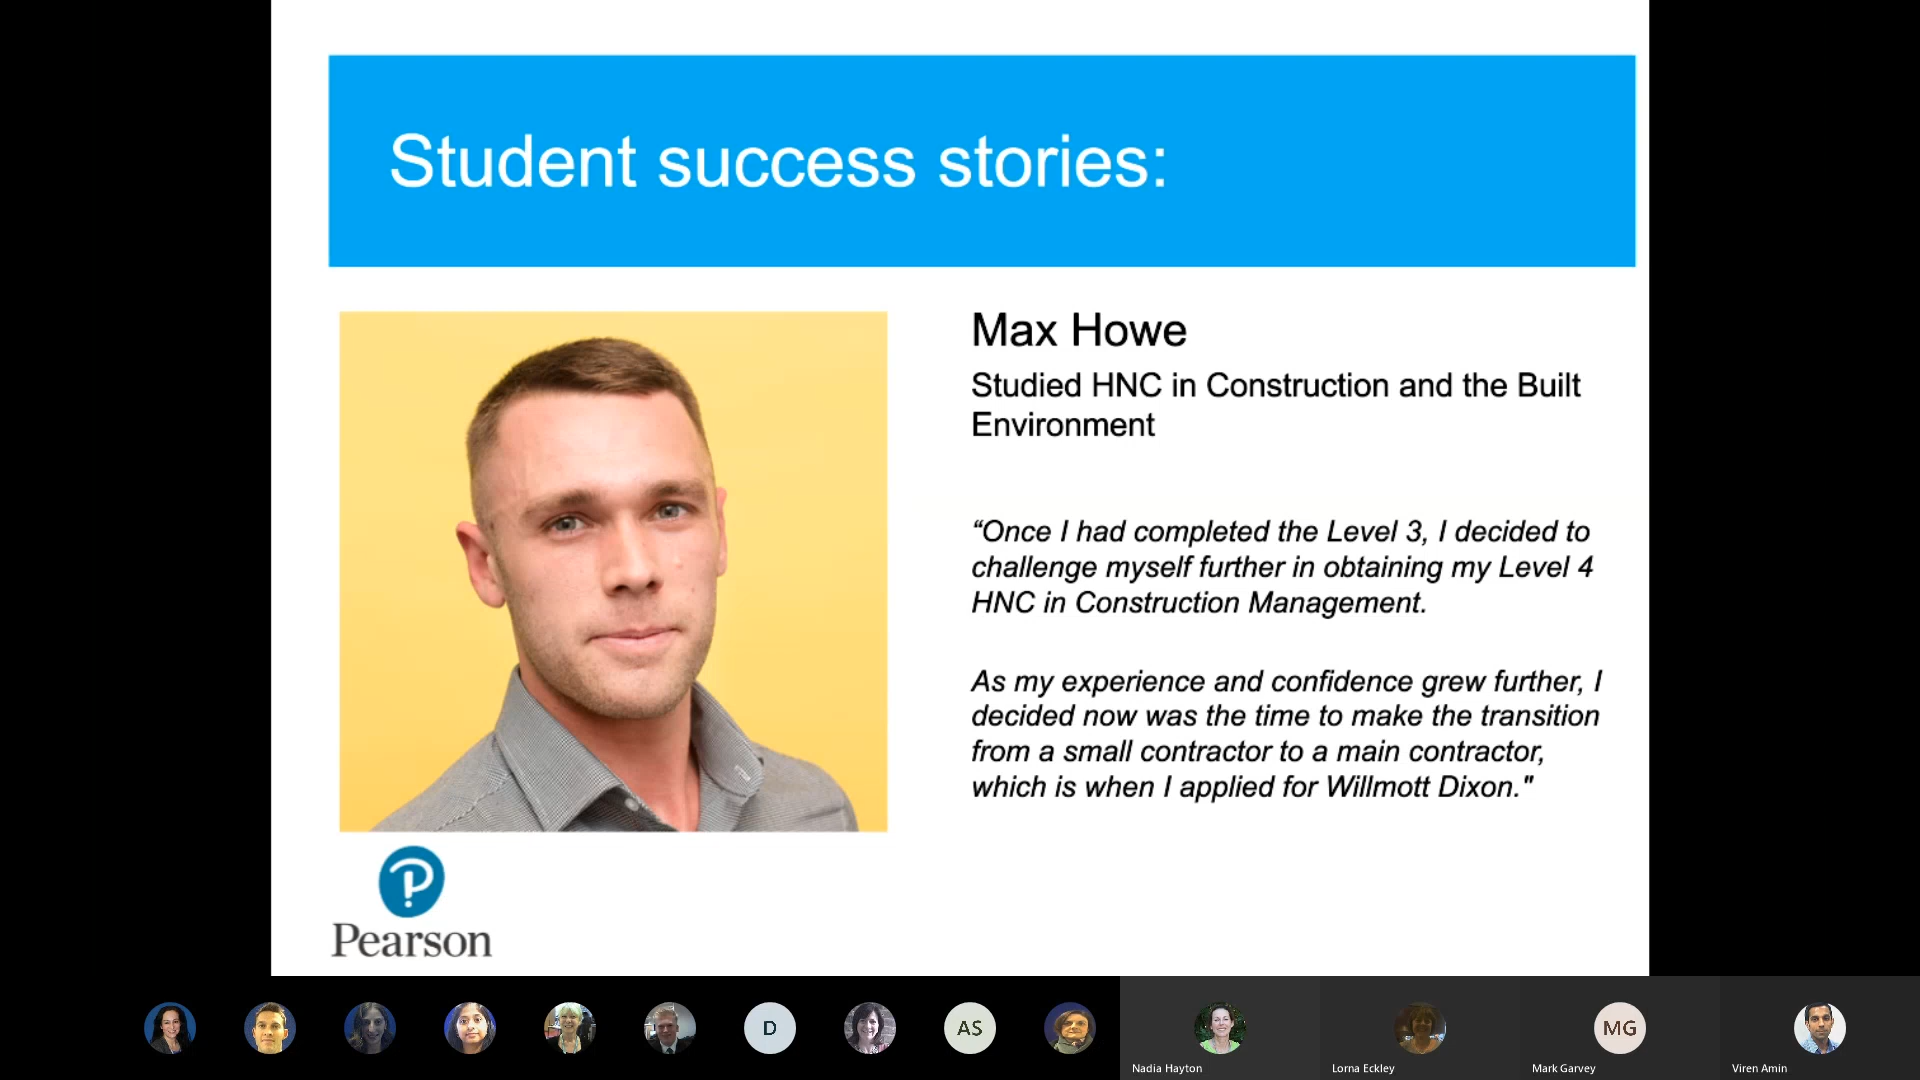 Student success stories:
Max Howe
Studied HNC in Construction and the Built
Environment
“Once I had completed the Level 3, I decided to
challenge myself further in obtaining my Level 4
HNC in Construction Management.
As my experience and confidence grew further, I
decided now was the time to make the transition
from a small contractor to a main contractor,
which is when I applied for Willmott Dixon."
Pearson
D
AS
MG
Nadia Hayton
Lorna Eckley
Mark Garvey
Viren Amin